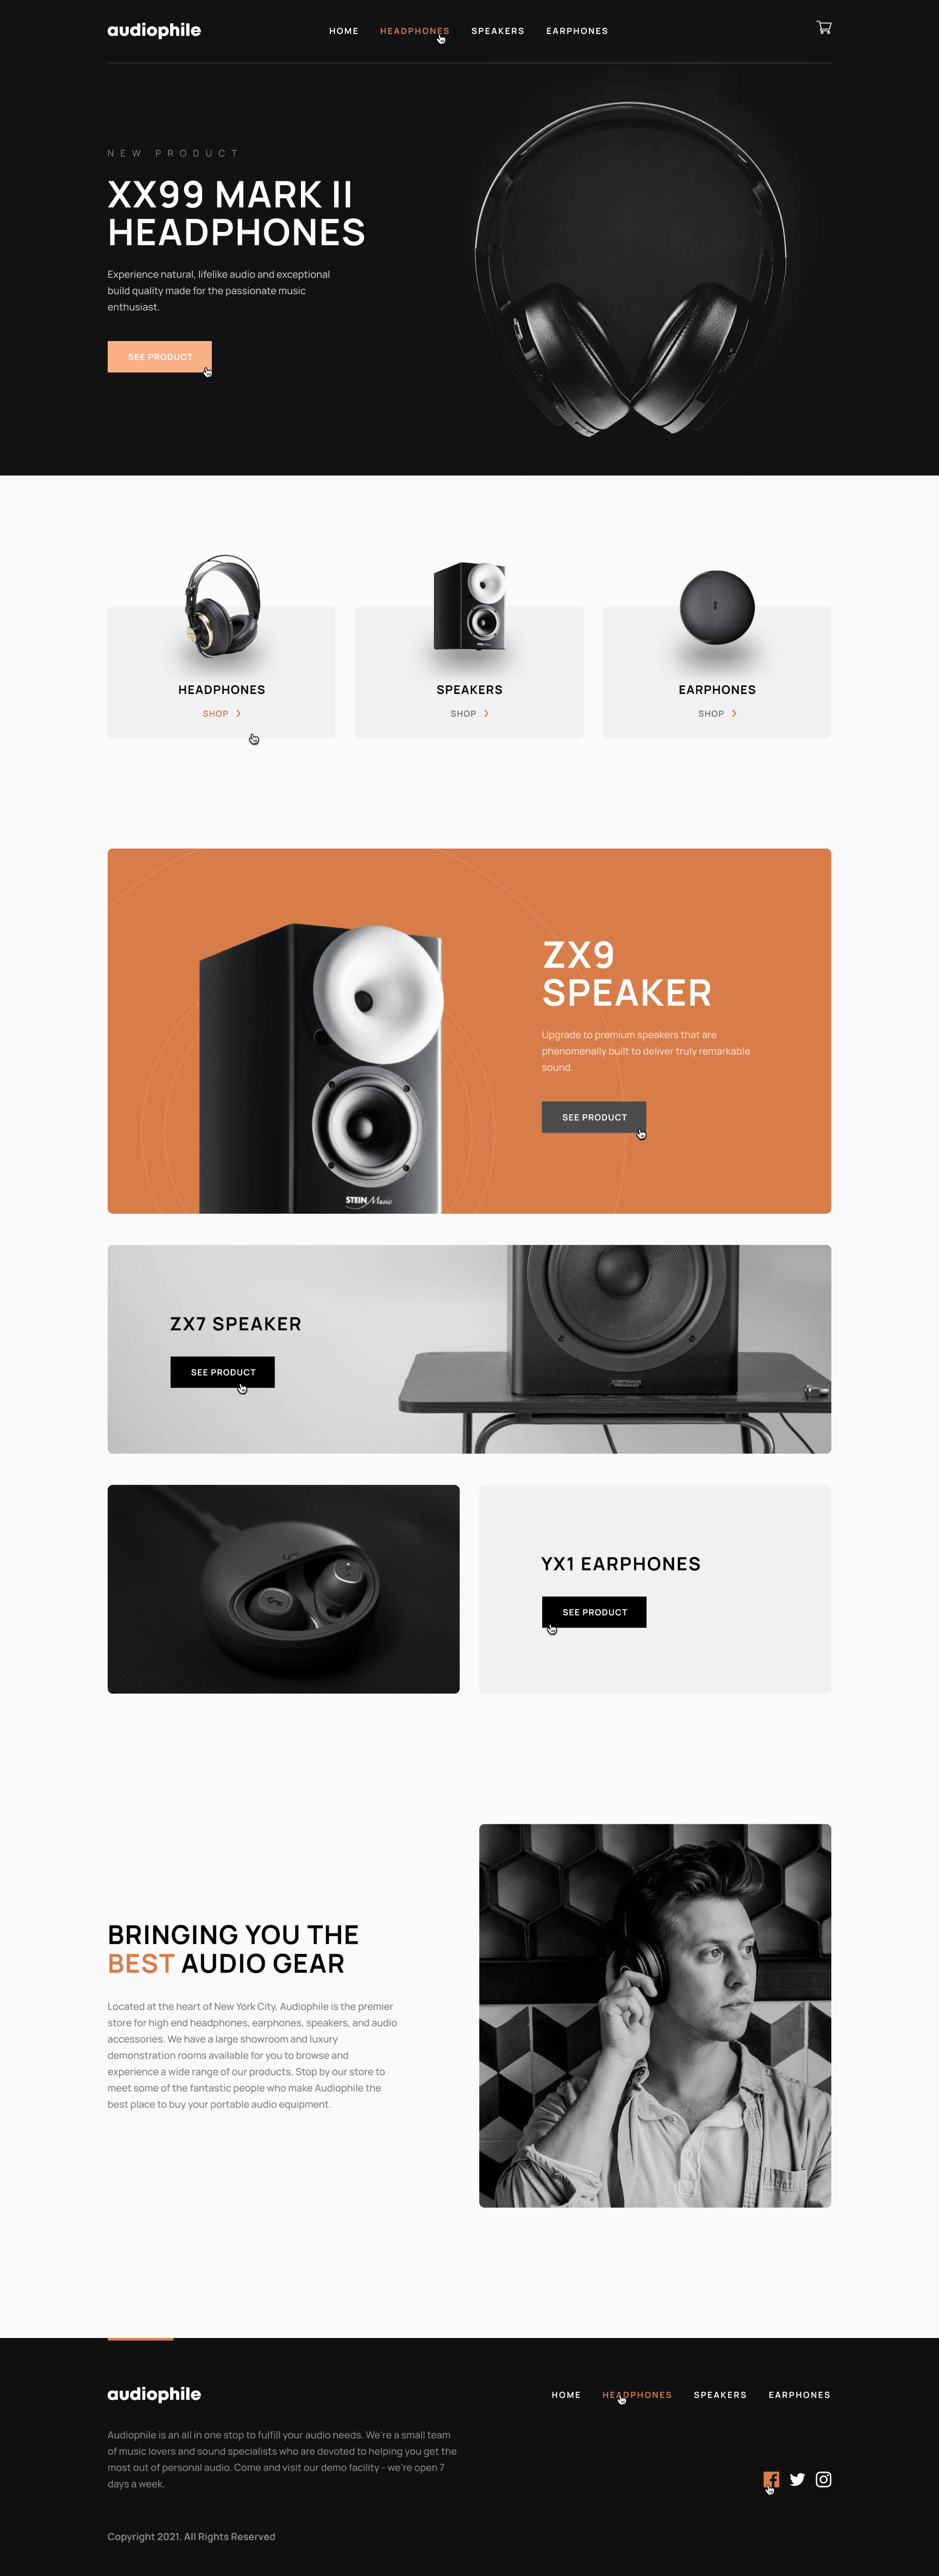 audiophile
HOME HEADPHONES SPEAKERS EARPHONES
NEW PRODUCT
XX99 MARK II
HEADPHONES
Experience natural, lifelike audio and exceptional
build quality made for the passionate music
enthusiast.
SEE PRODUCT
HEADPHONES
SHOP
SPEAKERS
SHOP
EARPHONES
SHOP
ZX9
SPEAKER
Upgrade to premium speakers that are
phenomenally built to deliver truly remarkable
sound.
SEE PRODUCT
STEIN Music
ZX7 SPEAKER
SEE PRODUCT
YX1 EARPHONES
SEE PRODUCT
BRINGING YOU THE
BEST AUDIO GEAR
Located at the heart of New York City, Audiophile is the premier
store for high end headphones, earphones, speakers, and audio
accessories. We have a large showroom and luxury
demonstration rooms available for you to browse and
experience a wide range of our products. Stop by our store to
meet some of the fantastic people who make Audiophile the
best place to buy your portable audio equipment.
audiophile
HOME HEADPHONES SPEAKERS EARPHONES
Audiophile is an all in one stop to fulfill your audio needs. We're a small team
of music lovers and sound specialists who are devoted to helping you get the
most out of personal audio. Come and visit our demo facility - we're open 7
days a week.
Copyright 2021. All Rights Reserved